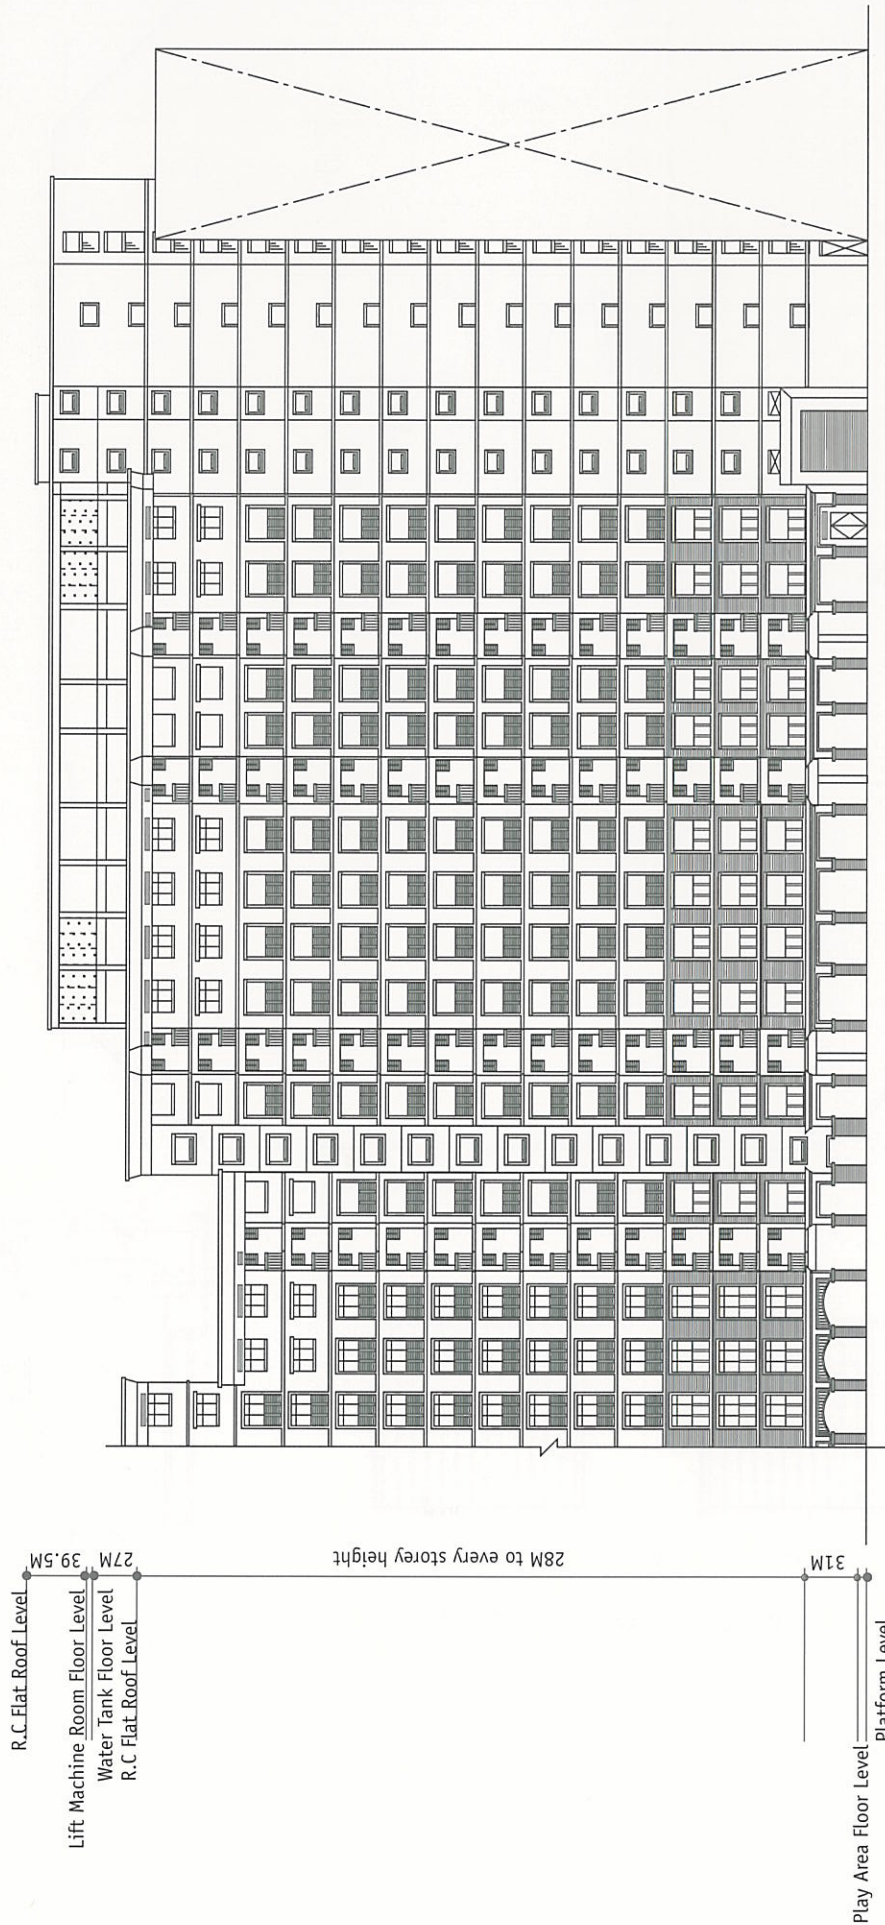 R.C Flat Roof Level
39.5M
Lift Machine Room Floor Level
27M
Water Tank Floor Level
R.C Flat Roof Level
28M to every storey height
31M
Play Area Floor Level
Platform Level